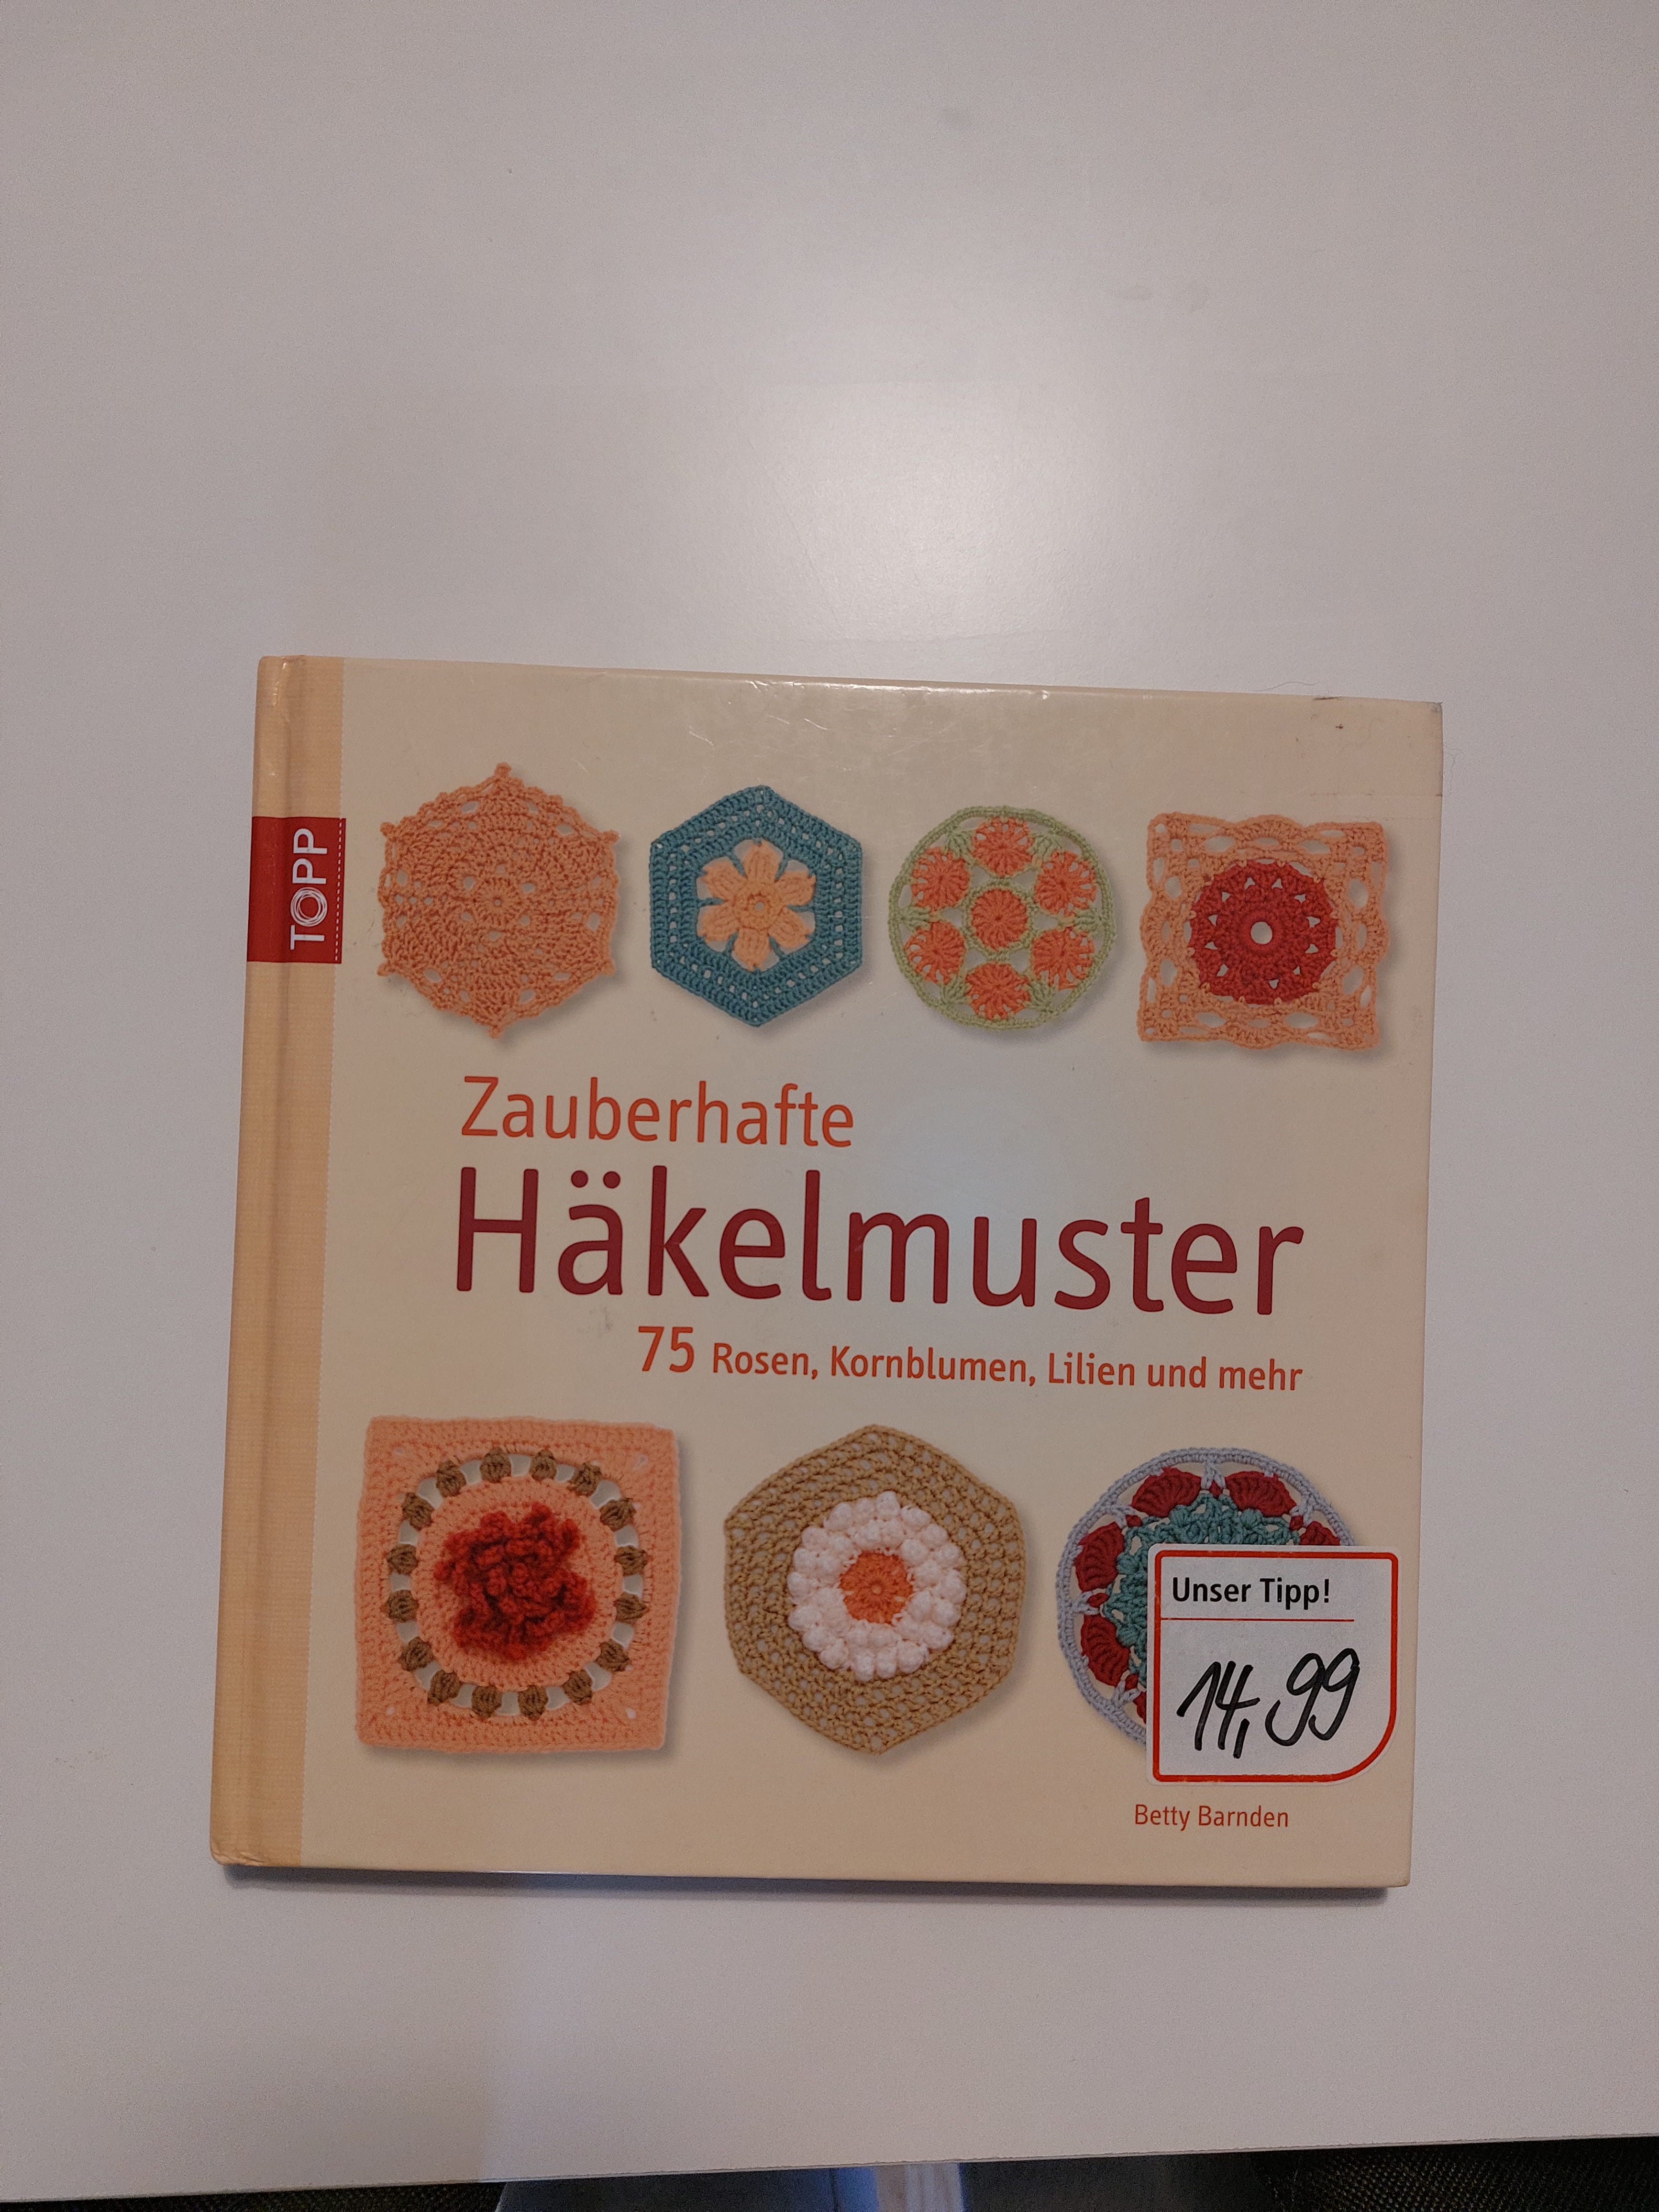 TOPP
Zauberhafte
Häkelmuster
75 Rosen, Kornblumen, Lilien und mehr
Unser Tipp!
14,99
Betty Barnden